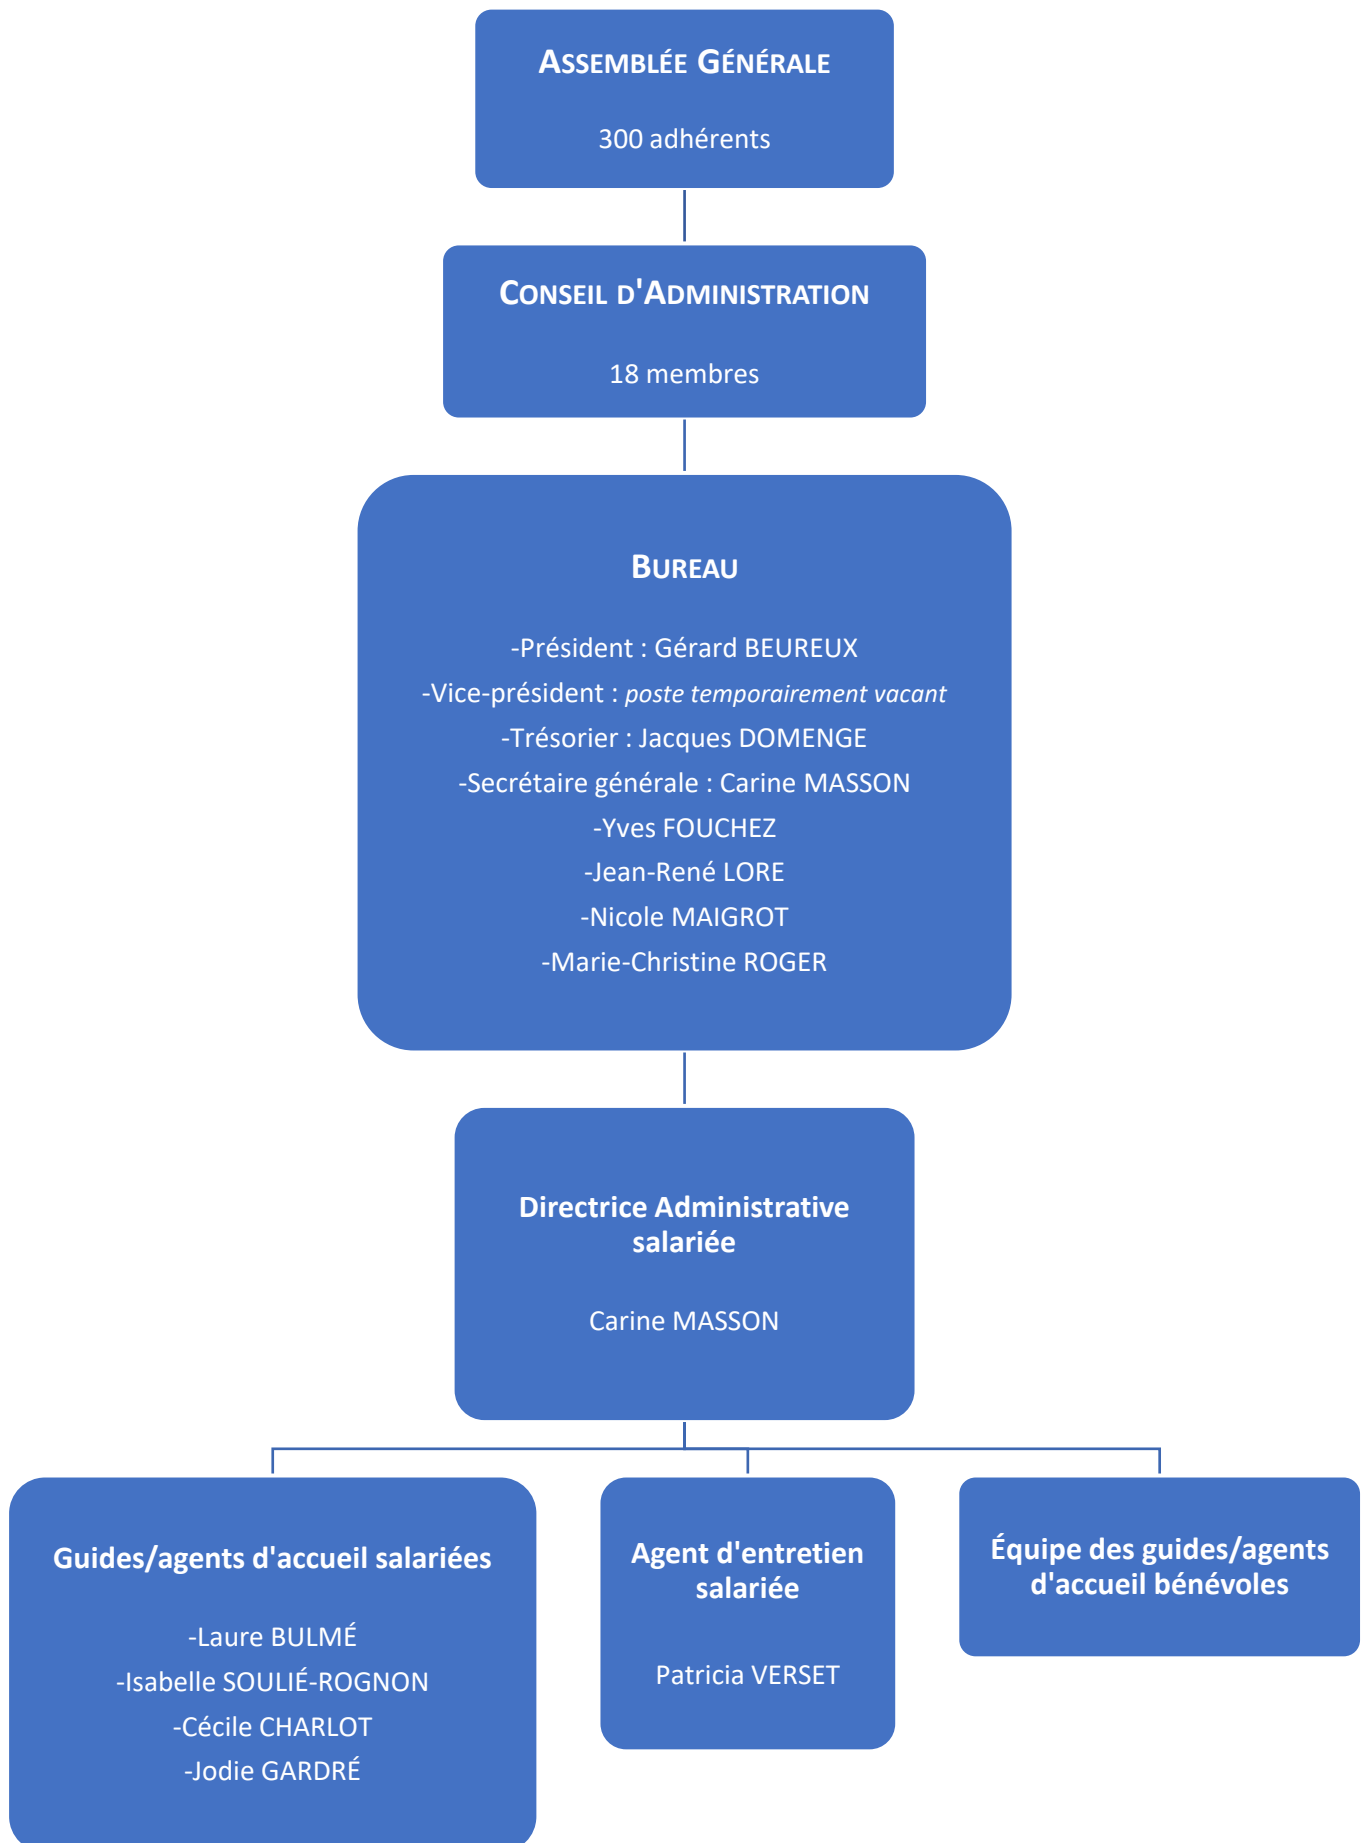 ASSEMBLÉE GÉNÉRALE
300 adhérents
CONSEIL D'ADMINISTRATION
18 membres
BUREAU
-Président : Gérard BEUREUX
-Vice-président : poste temporairement vacant
-Trésorier : Jacques DOMENGE
-Secrétaire générale : Carine MASSON
-Yves FOUCHEZ
-Jean-René LORE
-Nicole MAIGROT
-Marie-Christine ROGER
Directrice Administrative
salariée
Carine MASSON
Guides/agents d'accueil salariées
-Laure BULMÉ
-Isabelle SOULIÉ-ROGNON
-Cécile CHARLOT
-Jodie GARDRÉ
Agent d'entretien
salariée
Patricia VERSET
Équipe des guides/agents
d'accueil bénévoles